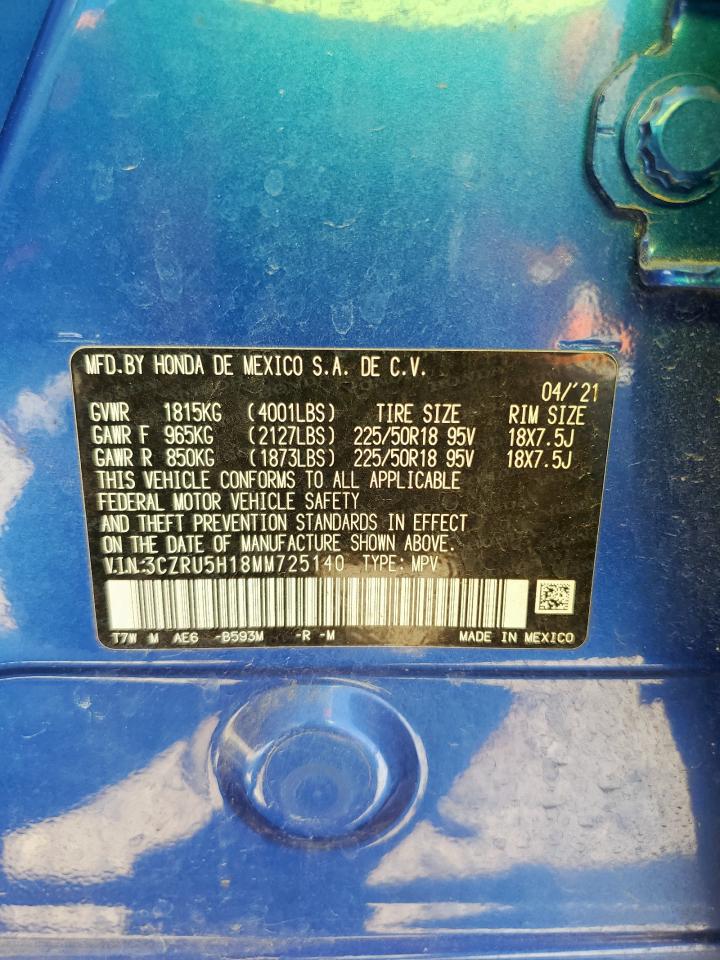 MFD.BY HONDA DE MEXICO S.A. DE C.V.
04/'21
GVWR 1815KG (4001LBS) TIRE SIZE RIM SIZE
GAWR F 965KG (2127LBS) 225/50R18 95V 18X7.5J
GAWR R 850KG (1873LBS) 225/50R18 95V 18X7.5J
THIS VEHICLE CONFORMS TO ALL APPLICABLE
FEDERAL MOTOR VEHICLE SAFETY
AND THEFT PREVENTION STANDARDS IN EFFECT
ON THE DATE OF MANUFACTURE SHOWN ABOVE.
V.I.N:3CZRU5H18MM725140 TYPE: MPV
T7W M AE6 -B593M -R -M MADE IN MEXICO